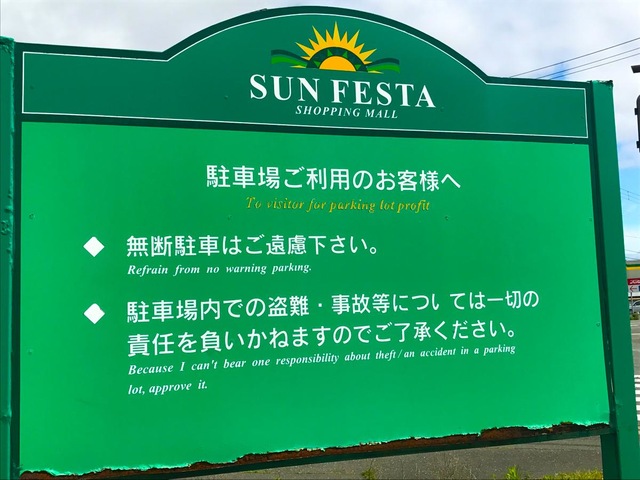 SUN FESTA
SHOPPING MALL
駐車場ご利用のお客様へ
To visitor for parking lot profit
◆ 無断駐車はご遠慮下さい。
Refrain from no warning parking.
◆ 駐車場内での盗難・事故等については一切の
責任を負いかねますのでご了承ください。
Because I can't bear one responsibility about theft/an accident in a parking
lot, approve it.